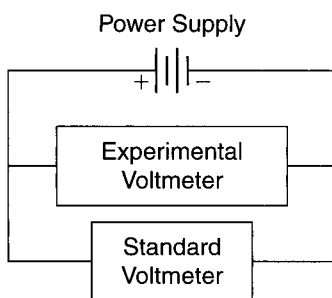 Power Supply
+ −
Experimental
Voltmeter
Standard
Voltmeter